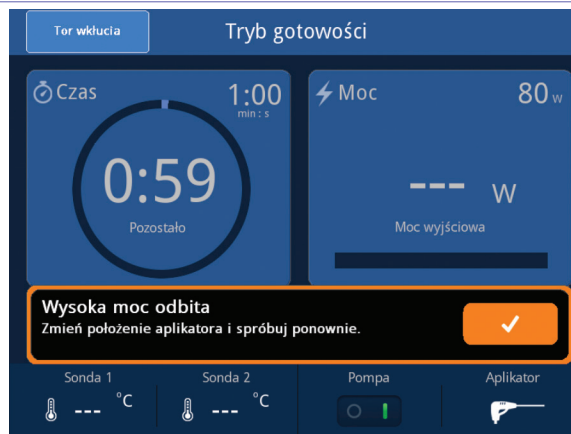 Tor wkłucia
Tryb gotowości
Czas
1:00
min : s
0:59
Pozostało
Moc
80 w
--- W
Moc wyjściowa
Wysoka moc odbita
Zmień położenie aplikatora i spróbuj ponownie.
Sonda 1
--- °C
Sonda 2
--- °C
Pompa
Aplikator